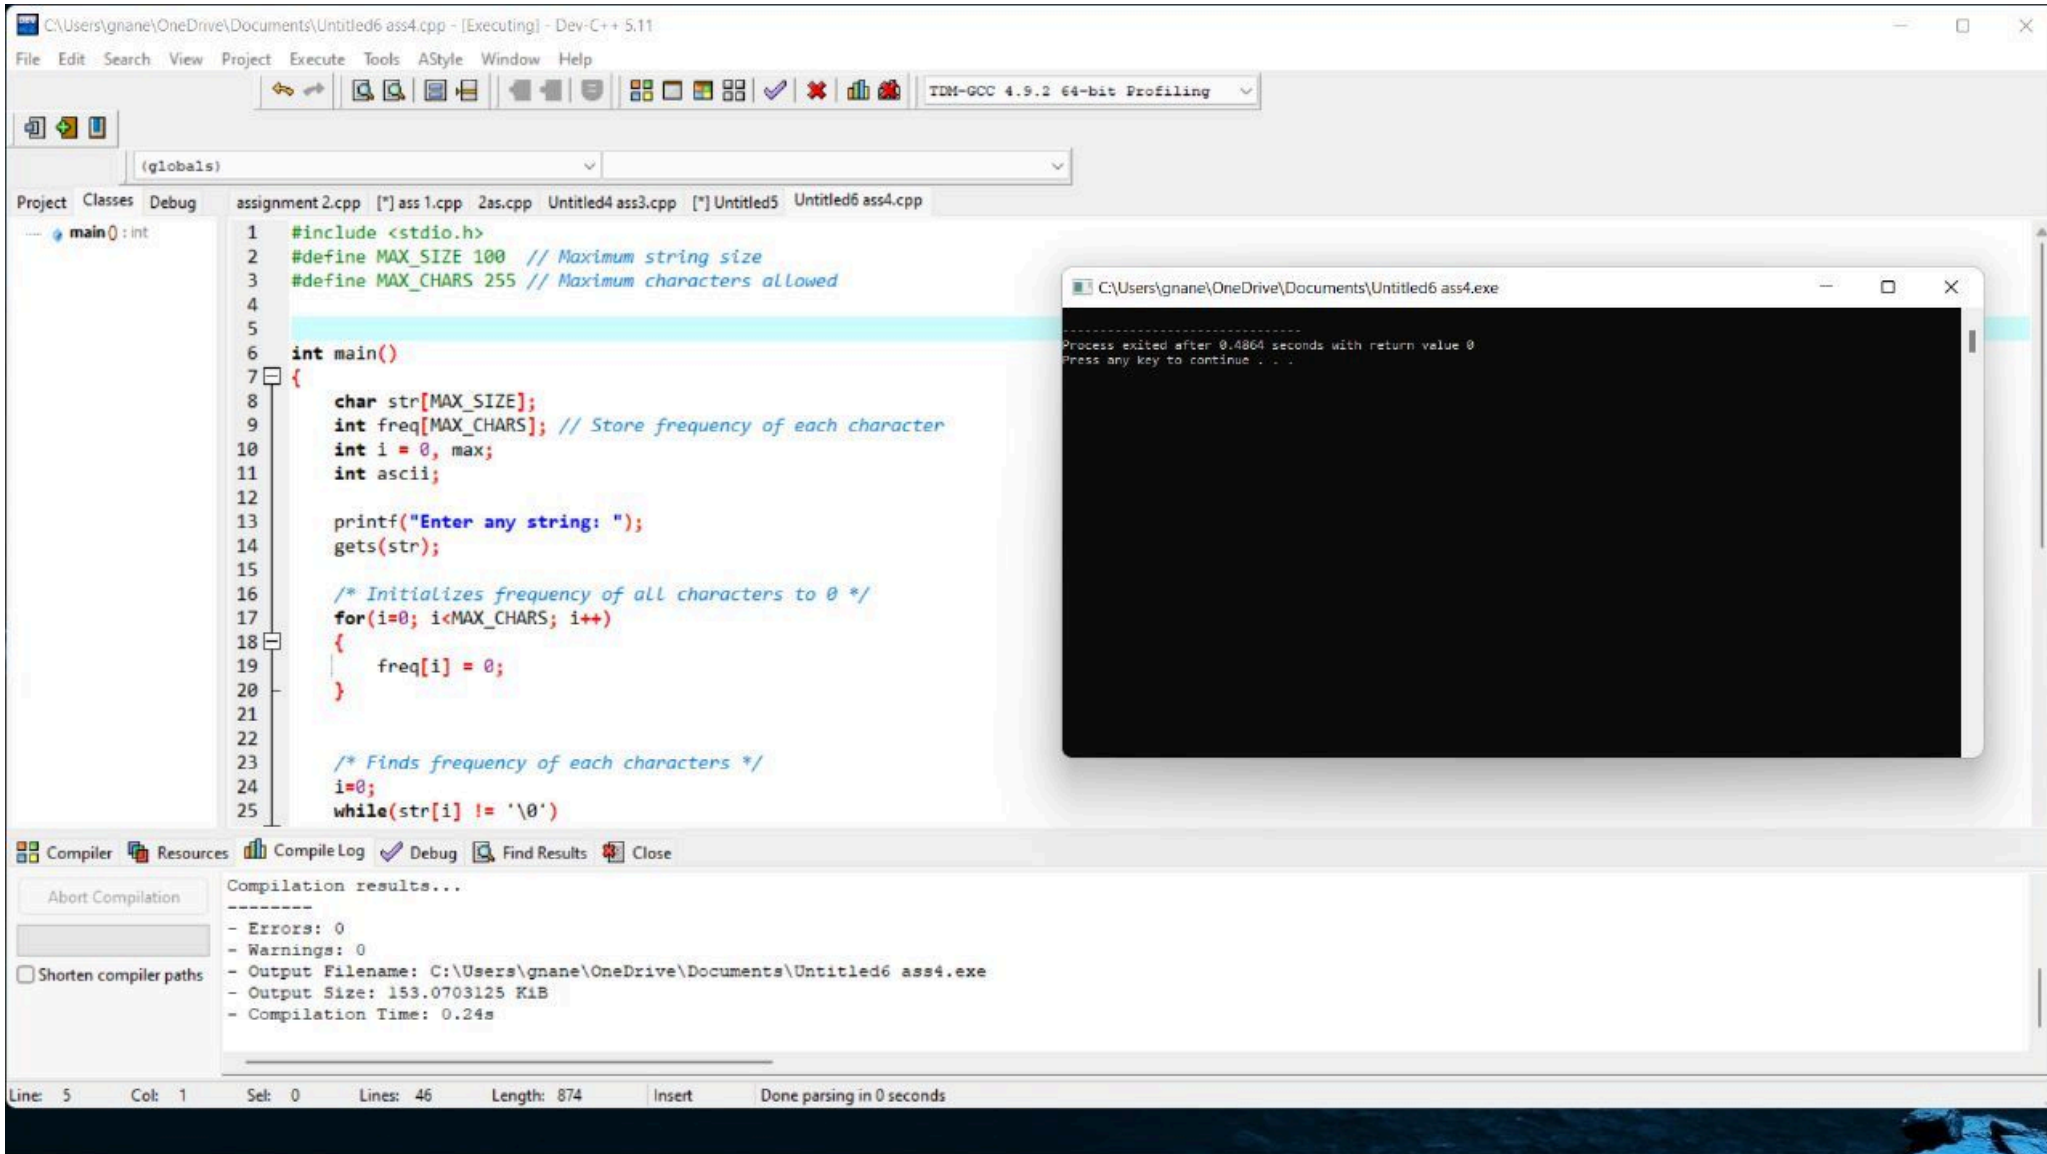 C:\Users\gnane\OneDrive\Documents\Untitled6 ass4.cpp - [Executing] - Dev-C++ 5.11
File Edit Search View Project Execute Tools AStyle Window Help
TDM-GCC 4.9.2 64-bit Profiling
(globals)
Project Classes Debug
assignment 2.cpp [*] ass 1.cpp 2as.cpp Untitled4 ass3.cpp [*] Untitled5 Untitled6 ass4.cpp
main () : int
1 #include <stdio.h>
2 #define MAX_SIZE 100 // Maximum string size
3 #define MAX_CHARS 255 // Maximum characters allowed
4
5
6 int main()
7 {
8 char str[MAX_SIZE];
9 int freq[MAX_CHARS]; // Store frequency of each character
10 int i = 0, max;
11 int ascii;
12
13 printf("Enter any string: ");
14 gets(str);
15
16 /* Initializes frequency of all characters to 0 */
17 for(i=0; i<MAX_CHARS; i++)
18 {
19 freq[i] = 0;
20 }
21
22
23 /* Finds frequency of each characters */
24 i=0;
25 while(str[i] != '\0')
C:\Users\gnane\OneDrive\Documents\Untitled6 ass4.exe
--------------------------------
Process exited after 0.4864 seconds with return value 0
Press any key to continue . . .
Compiler Resources Compile Log Debug Find Results Close
Abort Compilation
Shorten compiler paths
Compilation results...
--------
- Errors: 0
- Warnings: 0
- Output Filename: C:\Users\gnane\OneDrive\Documents\Untitled6 ass4.exe
- Output Size: 153.0703125 KiB
- Compilation Time: 0.24s
Line: 5 Col: 1 Sel: 0 Lines: 46 Length: 874 Insert Done parsing in 0 seconds